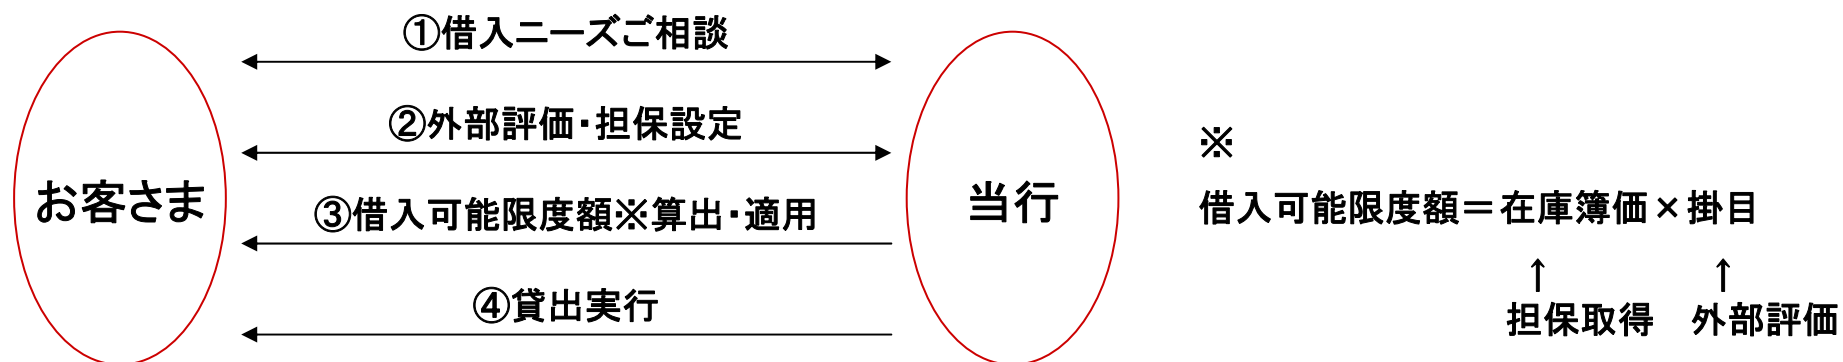 ①借入ニーズご相談
②外部評価・担保設定
お客さま
③借入可能限度額※算出・適用
④貸出実行
当行
※
借入可能限度額＝在庫簿価×掛目
↑ ↑
担保取得 外部評価